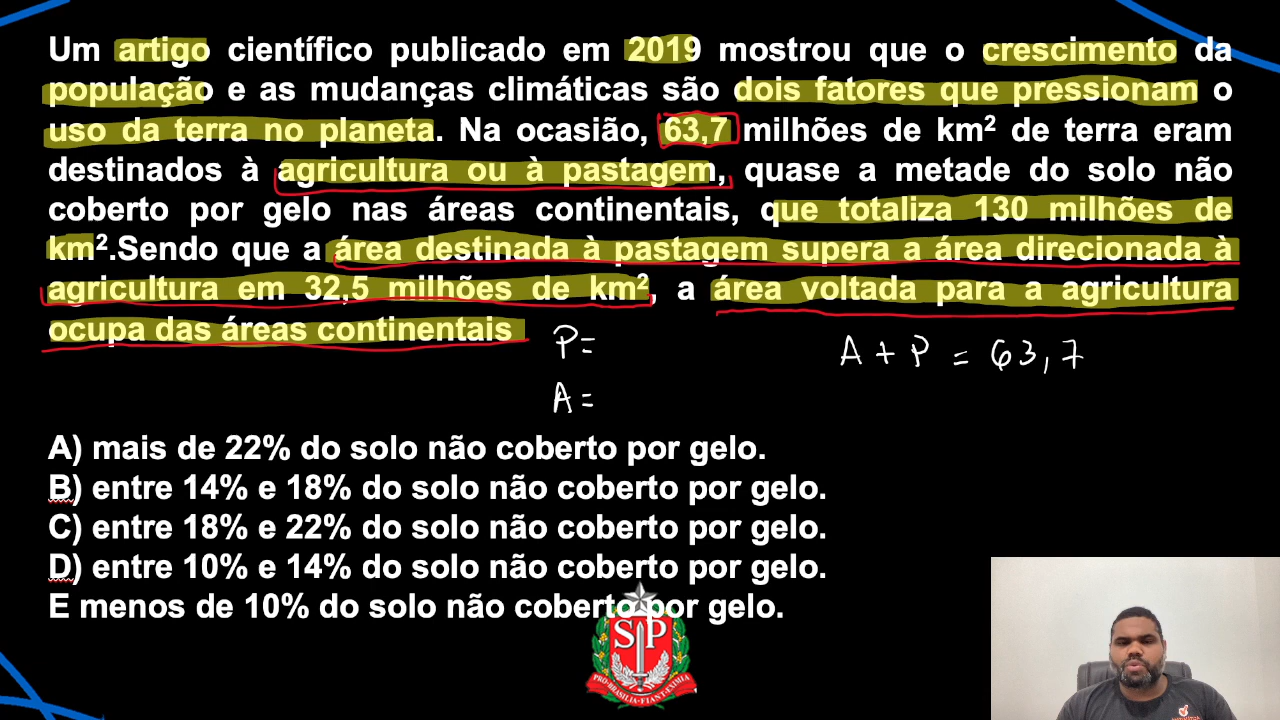 Um artigo científico publicado em 2019 mostrou que o crescimento da
população e as mudanças climáticas são dois fatores que pressionam o
uso da terra no planeta. Na ocasião, 63,7 milhões de km² de terra eram
destinados à agricultura ou à pastagem, quase a metade do solo não
coberto por gelo nas áreas continentais, que totaliza 130 milhões de
km².Sendo que a área destinada à pastagem supera a área direcionada à
agricultura em 32,5 milhões de km², a área voltada para a agricultura
ocupa das áreas continentais
P=
A + P = 63,7
A=
A) mais de 22% do solo não coberto por gelo.
B) entre 14% e 18% do solo não coberto por gelo.
C) entre 18% e 22% do solo não coberto por gelo.
D) entre 10% e 14% do solo não coberto por gelo.
E menos de 10% do solo não coberto por gelo.
SP
PRO·BRASILIA·FIANT·EXIMIA